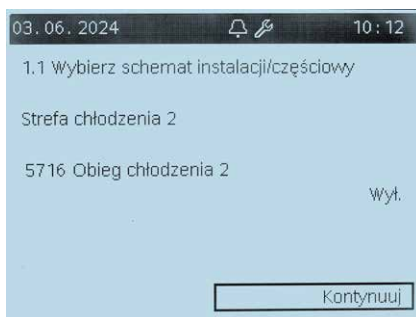 03.06.2024 10:12
1.1 Wybierz schemat instalacji/częściowy
Strefa chłodzenia 2
5716 Obieg chłodzenia 2
Wył.
Kontynuuj